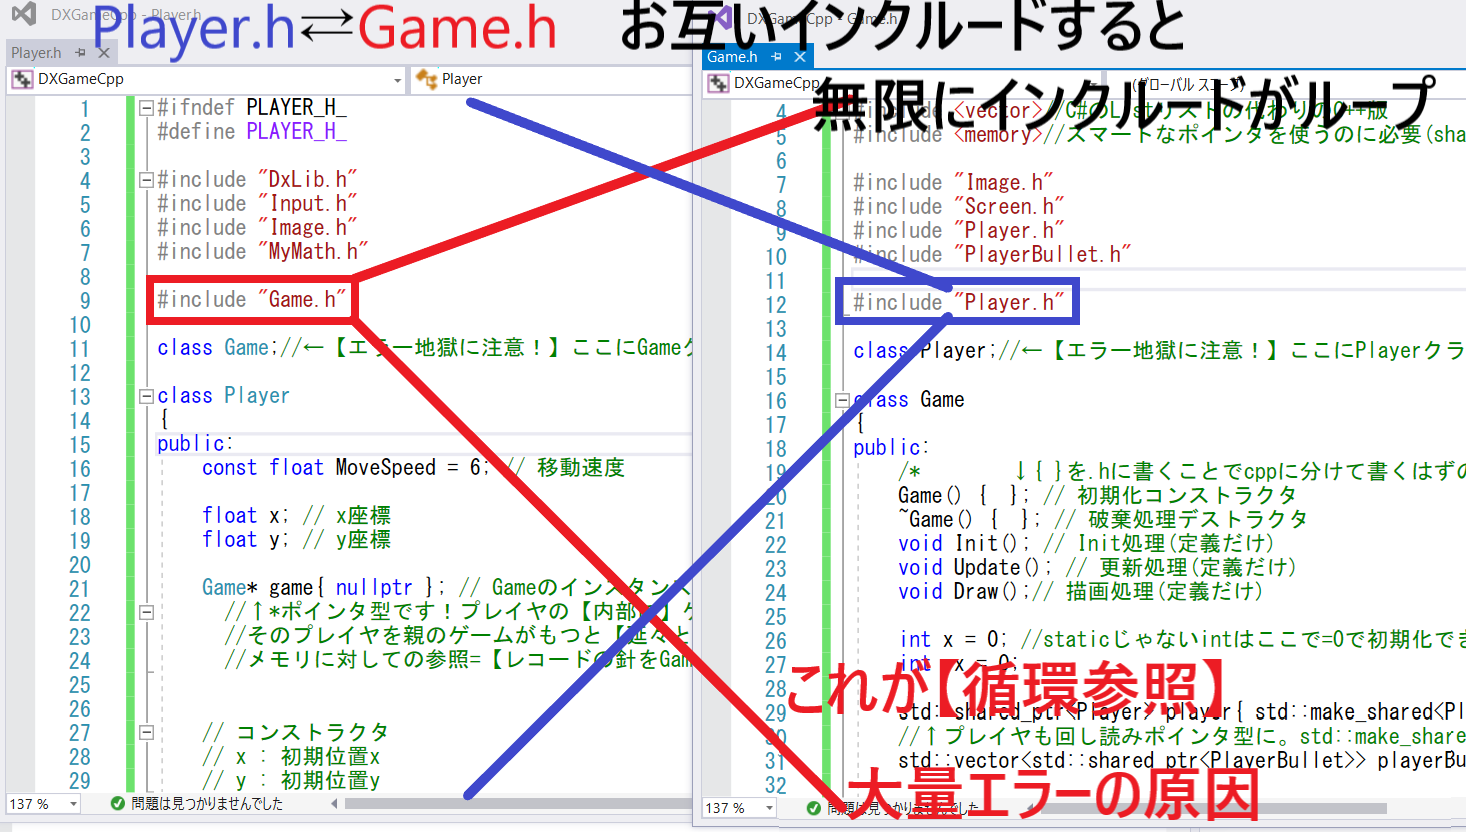 DXGameCpp - Player.h
Player.h⇄Game.h
お互いインクルードすると
無限にインクルードがループ
Player.h
DXGameCpp
Player
1 #ifndef PLAYER_H_
2 #define PLAYER_H_
3
4 #include "DxLib.h"
5 #include "Input.h"
6 #include "Image.h"
7 #include "MyMath.h"
8
9 #include "Game.h"
10
11 class Game;//←【エラー地獄に注意！】ここにGame
12
13 class Player
14 {
15 public:
16 const float MoveSpeed = 6; // 移動速度
17
18 float x; // x座標
19 float y; // y座標
20
21 Game* game{ nullptr }; // Gameのインスタンス
22 //↑*ポインタ型です！プレイヤの【内部に】
23 //そのプレイヤを親のゲームがもつと【延々と
24 //メモリに対しての参照=【レコードの針をGam
25
26
27 // コンストラクタ
28 // x : 初期位置x
29 // y : 初期位置y
137 %
問題は見つかりませんでした
DXGameCpp - Game.h
Game.h
DXGameCpp
(グローバル スコープ)
4 #include <vector>//C#のListリストの代わりのC++版
5 #include <memory>//スマートなポインタを使うのに必要(sha
6
7 #include "Image.h"
8 #include "Screen.h"
9 #include "Player.h"
10 #include "PlayerBullet.h"
11
12 #include "Player.h"
13
14 class Player;//←【エラー地獄に注意！】ここにPlayerクラ
15
16 class Game
17 {
18 public:
19 /* ↓{ }を.hに書くことでcppに分けて書くはずの
20 Game() { }; // 初期化コンストラクタ
21 ~Game() { }; // 破棄処理デストラクタ
22 void Init(); // Init処理(定義だけ)
23 void Update(); // 更新処理(定義だけ)
24 void Draw();// 描画処理(定義だけ)
25
26 int x = 0; //staticじゃないintはここで=0で初期化でき
27 int x = 0;
28
29 std::shared_ptr<Player> player{ std::make_shared<Pl
30 //↑プレイヤも回し読みポインタ型に。std::make_share
31 std::vector<std::shared_ptr<PlayerBullet>> playerBu
32
137 %
問題は見つかりませんでした
これが【循環参照】
大量エラーの原因